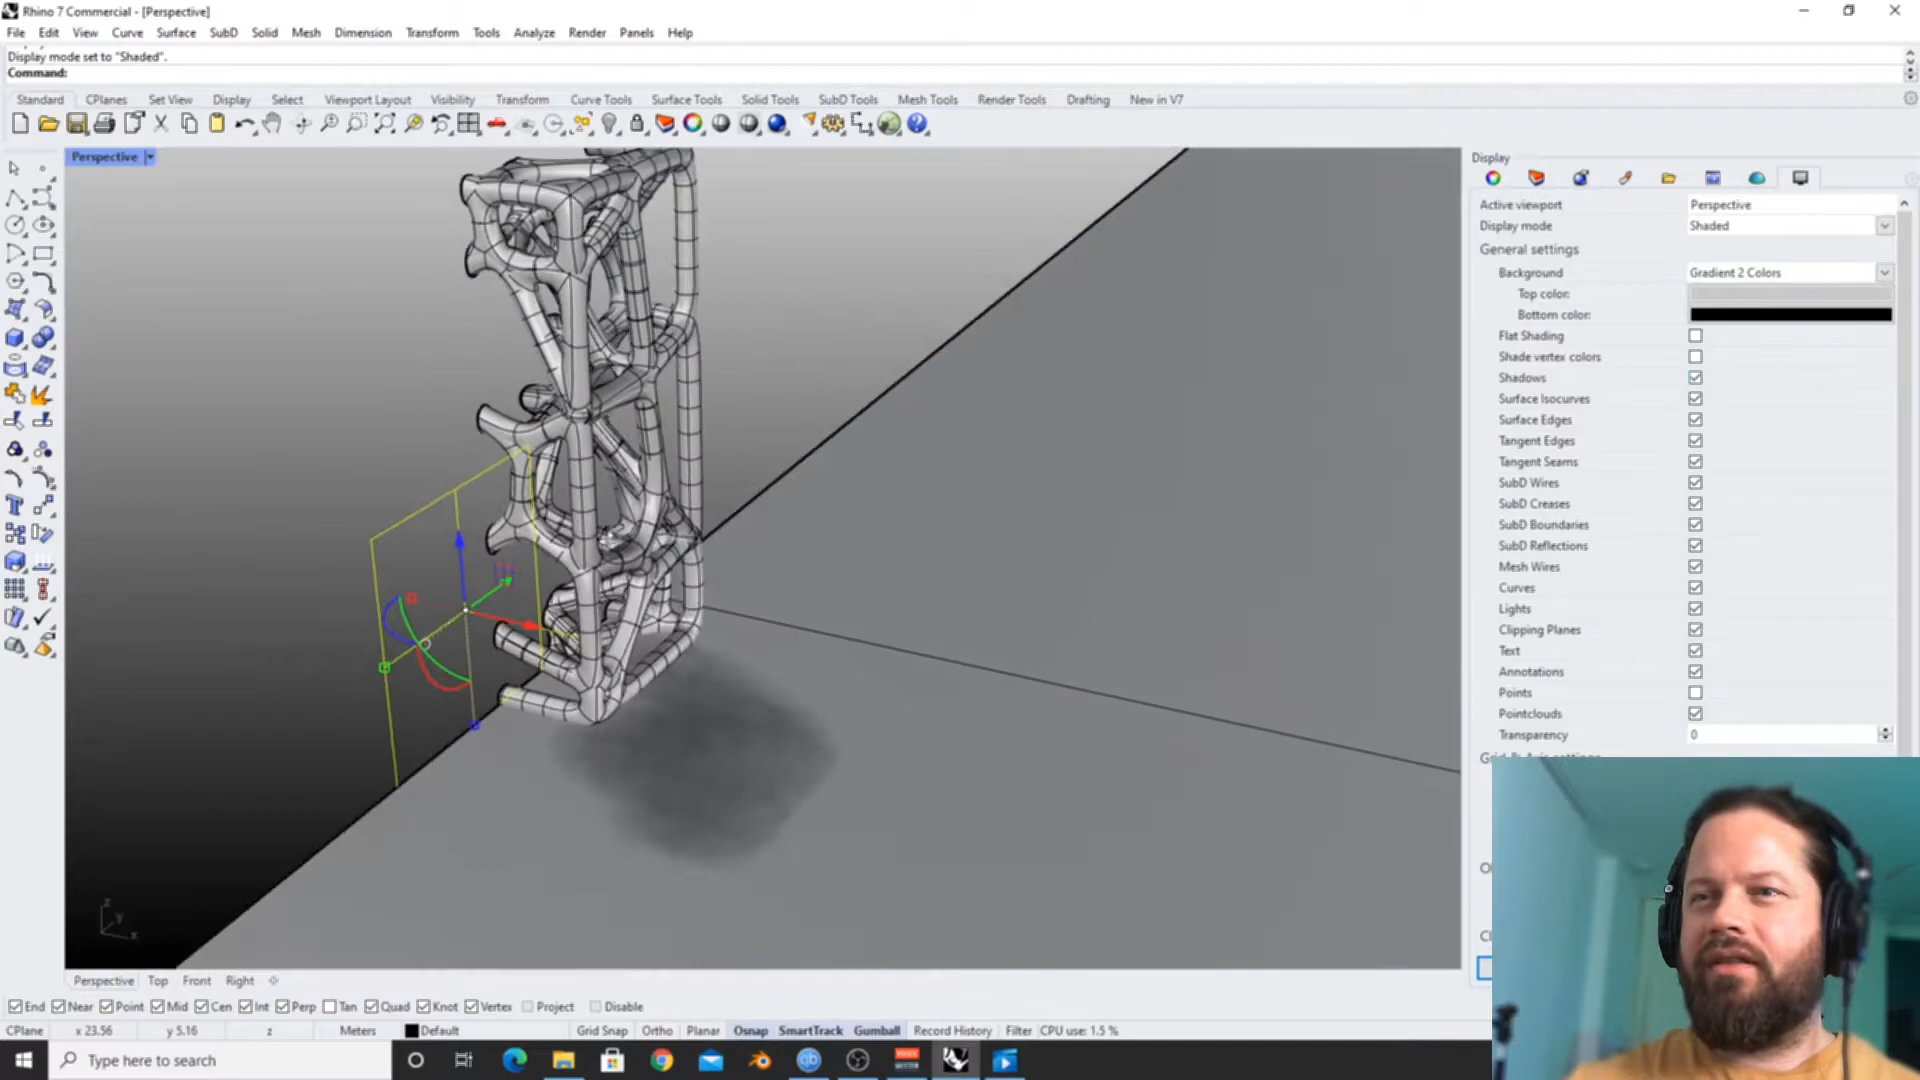 Rhino 7 Commercial - [Perspective]
File Edit View Curve Surface SubD Solid Mesh Dimension Transform Tools Analyze Render Panels Help
Display mode set to "Shaded".
Command:
Standard CPlanes Set View Display Select Viewport Layout Visibility Transform Curve Tools Surface Tools Solid Tools SubD Tools Mesh Tools Render Tools Drafting New in V7
Perspective
Display
Active viewport Perspective
Display mode Shaded
General settings
Background Gradient 2 Colors
Top color:
Bottom color:
Flat Shading
Shade vertex colors
Shadows
Surface Isocurves
Surface Edges
Tangent Edges
Tangent Seams
SubD Wires
SubD Creases
SubD Boundaries
SubD Reflections
Mesh Wires
Curves
Lights
Clipping Planes
Text
Annotations
Points
Pointclouds
Transparency 0
z
y
x
Perspective Top Front Right
End Near Point Mid Cen Int Perp Tan Quad Knot Vertex Project Disable
CPlane x 23.56 y 5.16 z Meters Default Grid Snap Ortho Planar Osnap SmartTrack Gumball Record History Filter CPU use: 1.5 %
Type here to search